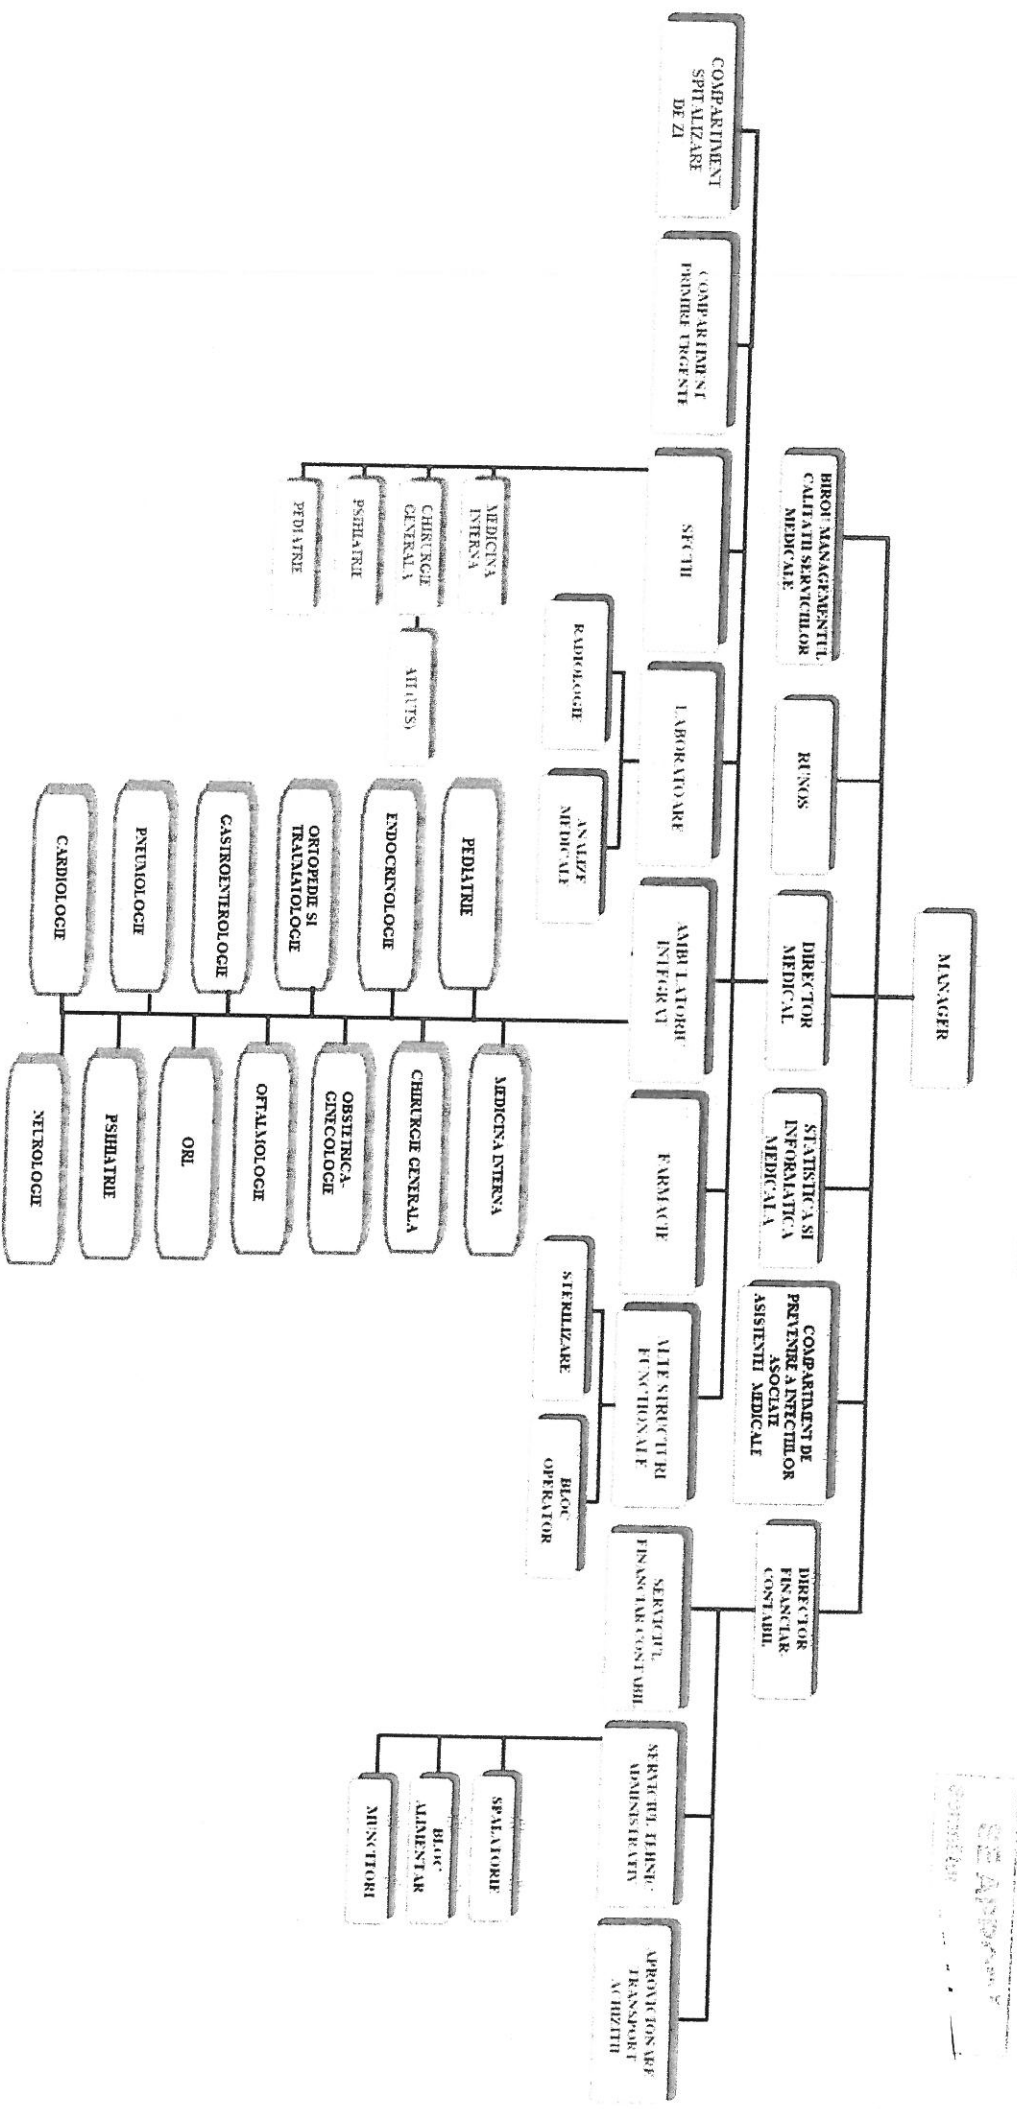 MANAGER
BIROU MANAGEMENTUL
CALITATII SERVICIILOR
MEDICALE
RUNOS
DIRECTOR
MEDICAL
STATISTICA SI
INFORMATICA
MEDICALA
COMPARTIMENT DE
PREVENIRE A INFECTIILOR
ASOCIATE
ASISTENTEI MEDICALE
DIRECTOR
FINANCIAR-
CONTABIL
COMPARTIMENT
SPITALIZARE
DE ZI
COMPARTIMENT
PRIMIRE URGENTE
SECTII
LABORATOARE
AMBULATORIU
INTEGRAT
FARMACIE
ALTE STRUCTURI
FUNCTIONALE
SERVICIUL
FINANCIAR CONTABIL
SERVICIUL TEHNIC
ADMINISTRATIV
APROVICIONARE
TRANSPORT
ACHIZITII
MEDICINA
INTERNA
CHIRURGIE
GENERALA
PSIHIATRIE
PEDIATRIE
ATI (UTS)
RADIOLOGIE
ANALIZE
MEDICALE
PEDIATRIE
ENDOCRINOLOGIE
ORTOPEDIE SI
TRAUMATOLOGIE
GASTROENTEROLOGIE
PNEUMOLOGIE
CARDIOLOGIE
MEDICINA INTERNA
CHIRURGIE GENERALA
OBSTETRICA-
GINECOLOGIE
OFTALMOLOGIE
ORL
PSIHIATRIE
NEUROLOGIE
STERILIZARE
BLOC
OPERATOR
SPALATORIE
BLOC
ALIMENTAR
MUNCITORI